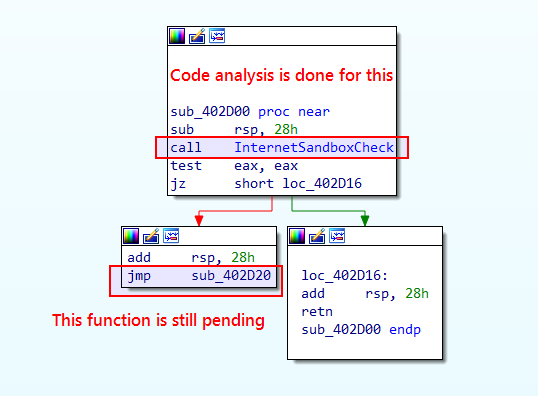 Code analysis is done for this
sub_402D00 proc near
sub rsp, 28h
call InternetSandboxCheck
test eax, eax
jz short loc_402D16
add rsp, 28h
jmp sub_402D20
This function is still pending
loc_402D16:
add rsp, 28h
retn
sub_402D00 endp